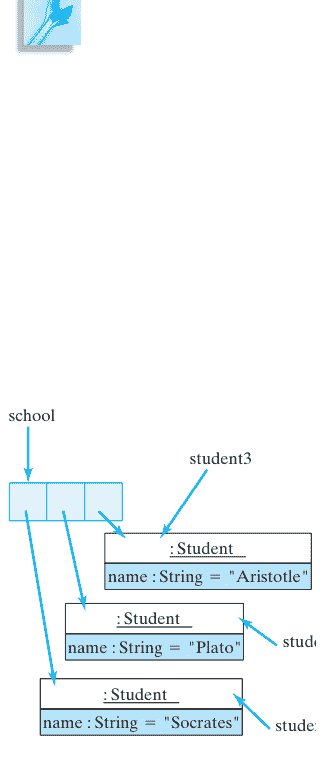 school
student3
:Student
name : String = "Aristotle"
:Student
name : String = "Plato"
:Student
name : String = "Socrates"